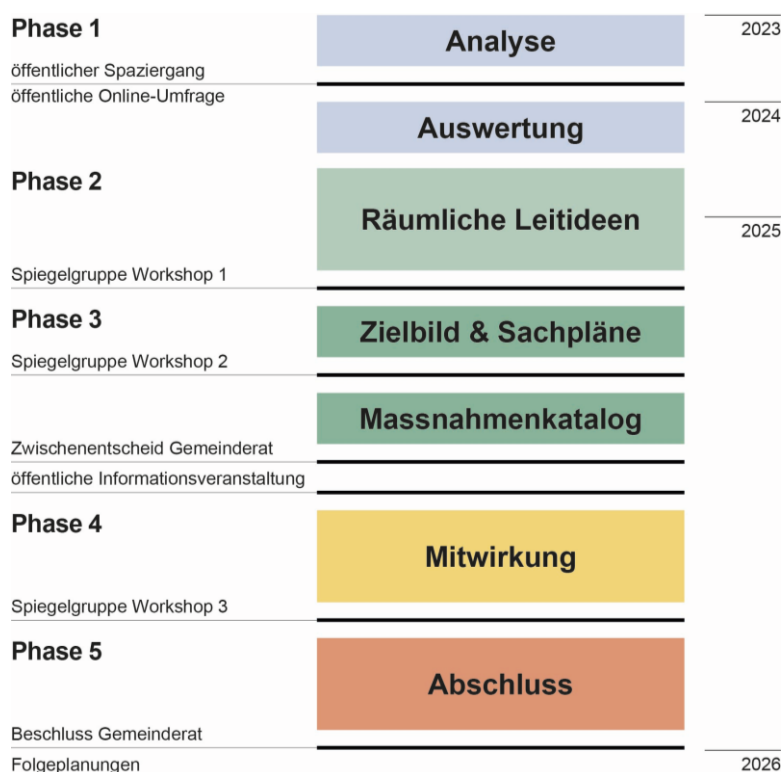 Phase 1
Analyse
2023
öffentlicher Spaziergang
öffentliche Online-Umfrage
2024
Auswertung
Phase 2
Räumliche Leitideen
2025
Spiegelgruppe Workshop 1
Phase 3
Zielbild & Sachpläne
Spiegelgruppe Workshop 2
Massnahmenkatalog
Zwischenentscheid Gemeinderat
öffentliche Informationsveranstaltung
Phase 4
Mitwirkung
Spiegelgruppe Workshop 3
Phase 5
Abschluss
Beschluss Gemeinderat
Folgeplanungen
2026